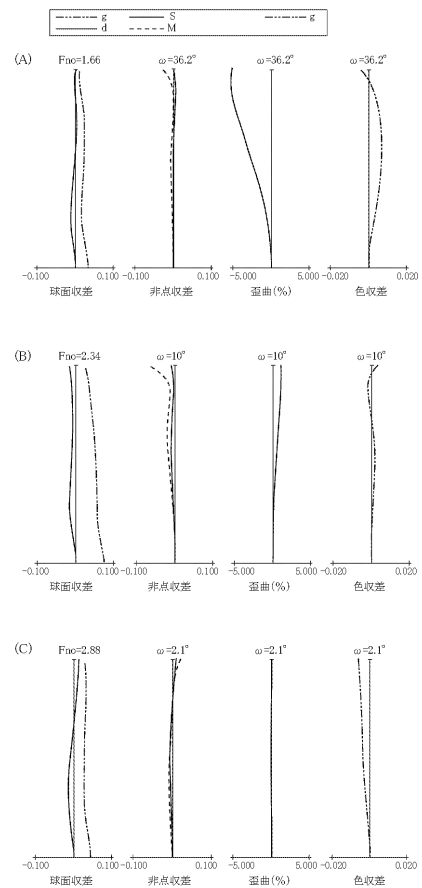 g S g
d M
(A) Fno=1.66 ω=36.2° ω=36.2° ω=36.2°
-0.100 0.100 0.100 -5.000 5.000 -0.020 0.020
球面収差 非点収差 歪曲(%) 色収差
(B) Fno=2.34 ω=10° ω=10° ω=10°
-0.100 0.100 -0.100 0.100 -5.000 5.000 -0.020 0.020
球面収差 非点収差 歪曲(%) 色収差
(C) Fno=2.88 ω=2.1° ω=2.1° ω=2.1°
-0.100 0.100 -0.100 0.100 -5.000 5.000 -0.020 0.020
球面収差 非点収差 歪曲(%) 色収差